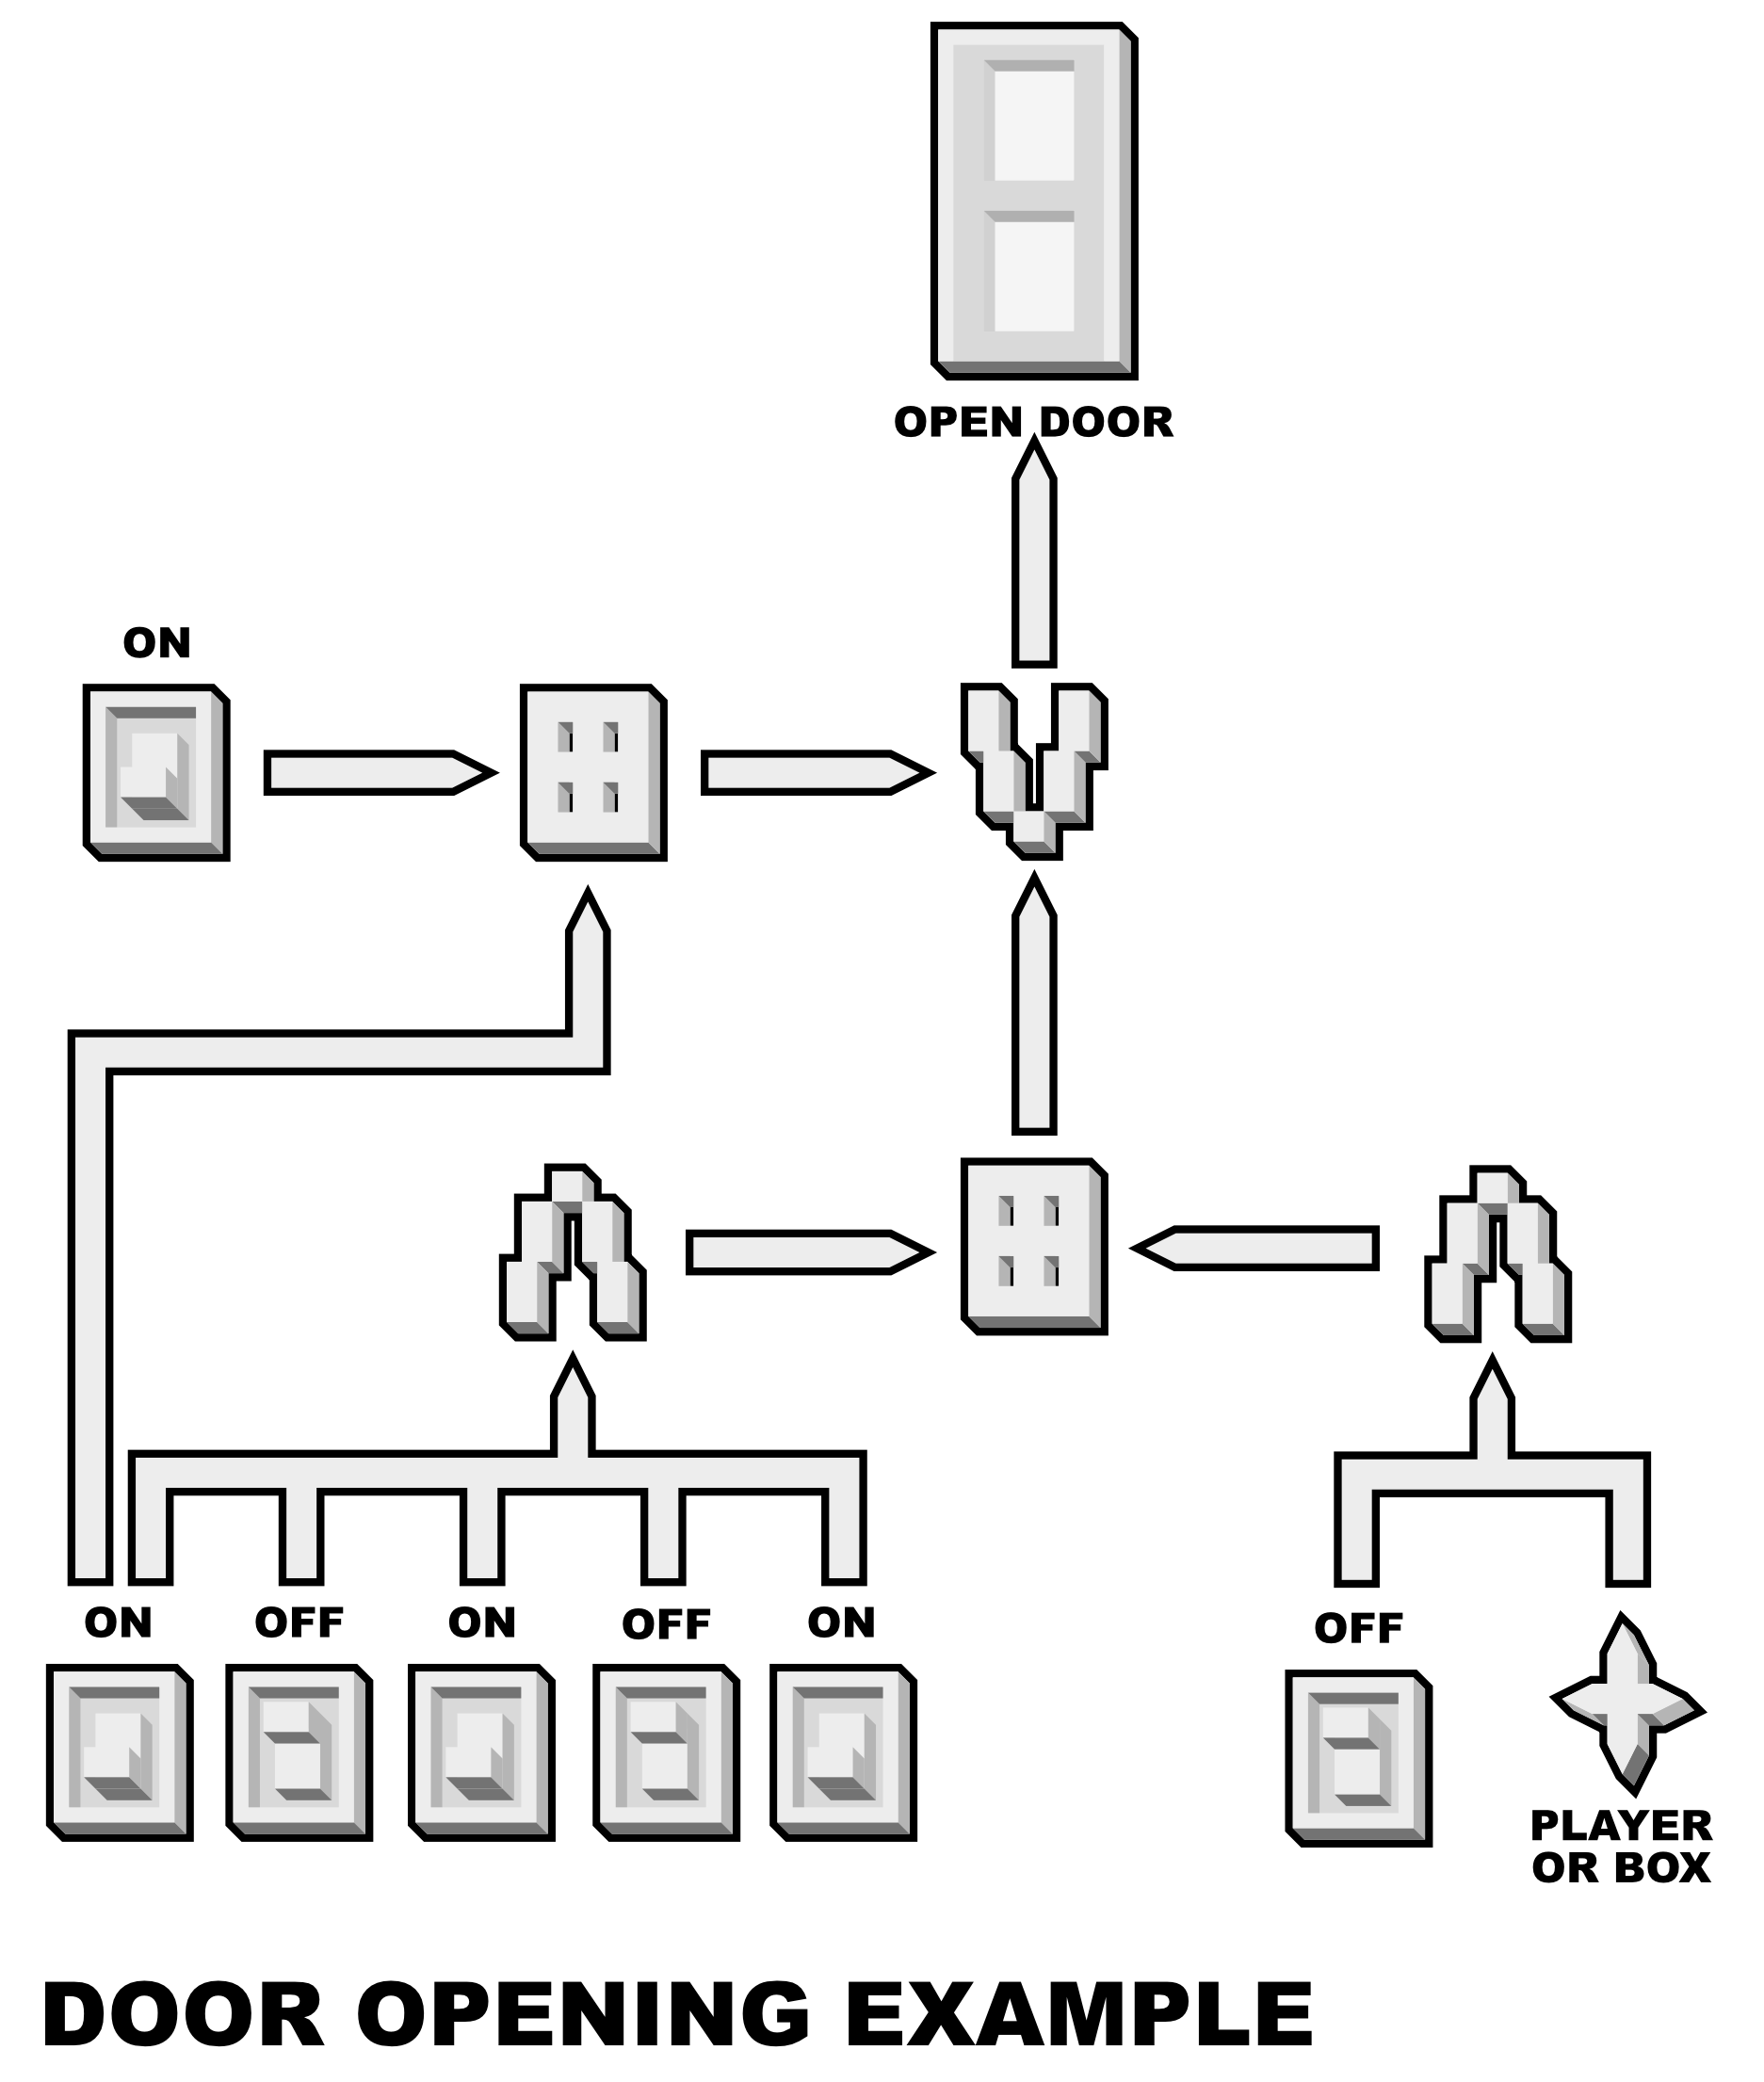 OPEN DOOR
ON
ON
OFF
ON
OFF
ON
OFF
PLAYER
OR BOX
DOOR OPENING EXAMPLE